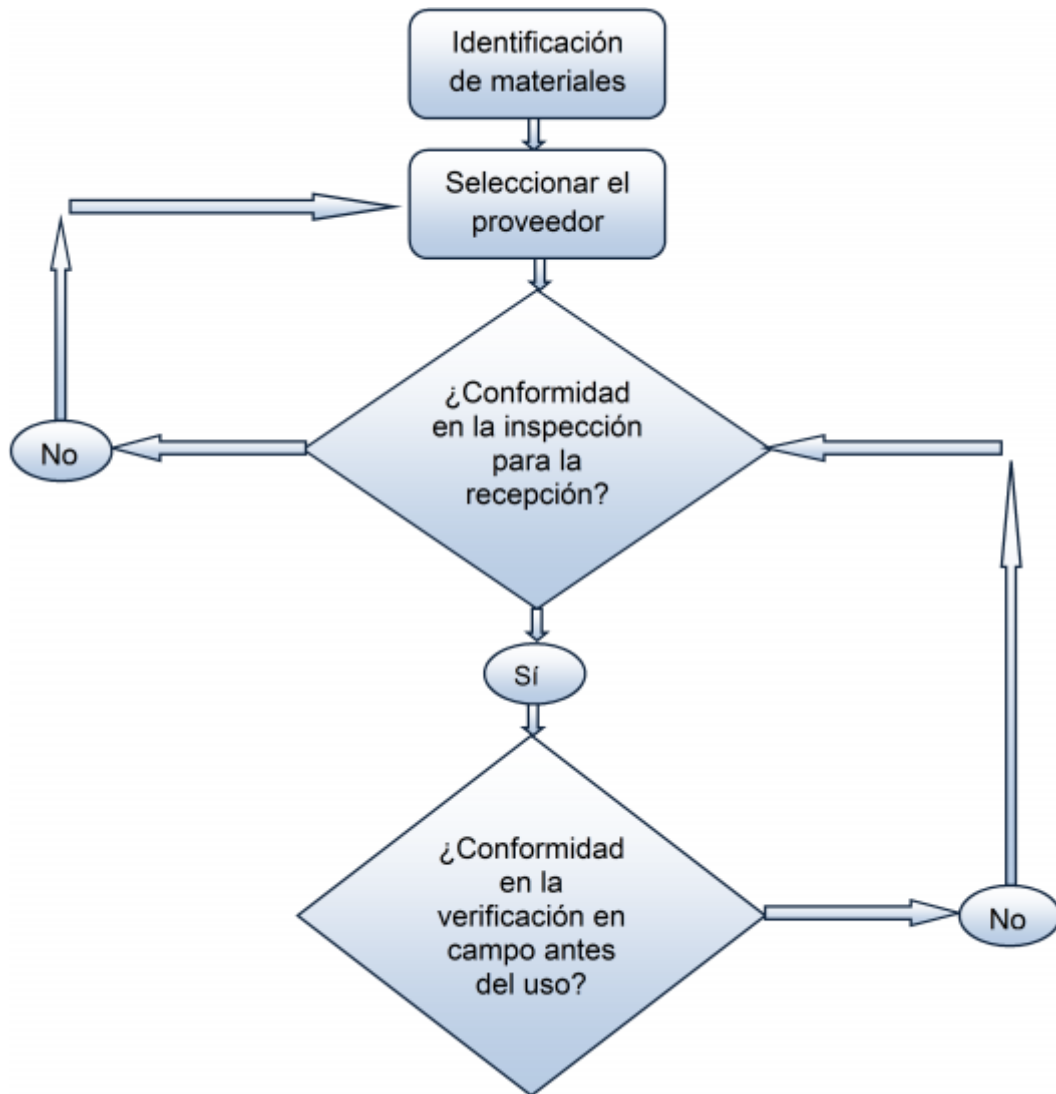 Identificación
de materiales
Seleccionar el
proveedor
¿Conformidad
en la inspección
para la
recepción?
No
Sí
¿Conformidad
en la
verificación en
campo antes
del uso?
No